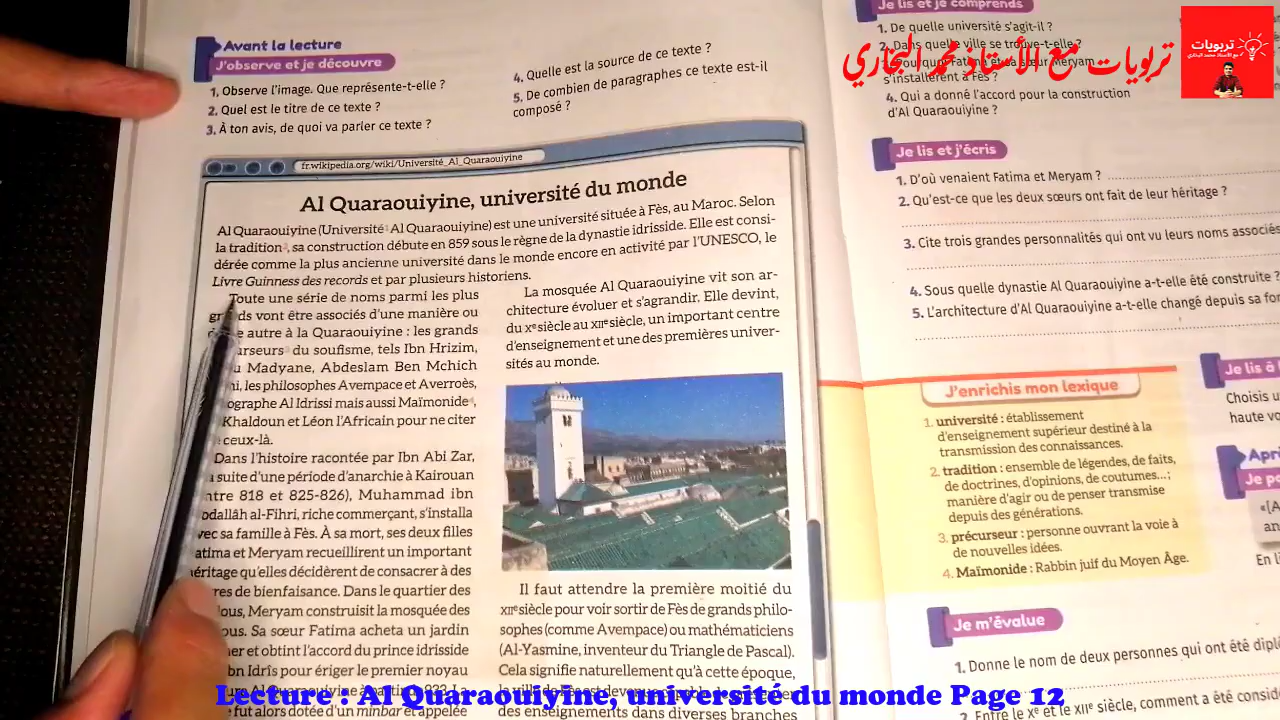 Avant la lecture
J'observe et je découvre
1. Observe l'image. Que représente-t-elle ?
2. Quel est le titre de ce texte ?
3. À ton avis, de quoi va parler ce texte ?
4. Quelle est la source de ce texte ?
5. De combien de paragraphes ce texte est-il
composé ?
fr.wikipedia.org/wiki/Université_Al_Quaraouiyine
Al Quaraouiyine, université du monde
Al Quaraouiyine (Université¹ Al Quaraouiyine) est une université située à Fès, au Maroc. Selon
la tradition², sa construction débute en 859 sous le règne de la dynastie idrisside. Elle est consi-
dérée comme la plus ancienne université dans le monde encore en activité par l'UNESCO, le
Livre Guinness des records et par plusieurs historiens.
Toute une série de noms parmi les plus
vont être associés d'une manière ou
autre à la Quaraouiyine : les grands
du soufisme, tels Ibn Hrizim,
Madyane, Abdeslam Ben Mchich
les philosophes Avempace et Averroès,
Al Idrissi mais aussi Maïmonide⁴,
Khaldoun et Léon l'Africain pour ne citer
ceux-là.
Dans l'histoire racontée par Ibn Abi Zar,
suite d'une période d'anarchie à Kairouan
818 et 825-826), Muhammad ibn
al-Fihri, riche commerçant, s'installa
sa famille à Fès. À sa mort, ses deux filles
et Meryam recueillirent un important
qu'elles décidèrent de consacrer à des
de bienfaisance. Dans le quartier des
Meryam construisit la mosquée des
Sa sœur Fatima acheta un jardin
et obtint l'accord du prince idrisside
Idrîs pour ériger le premier noyau
fut alors dotée d'un minbar et appelée
La mosquée Al Quaraouiyine vit son ar-
chitecture évoluer et s'agrandir. Elle devint,
du Xe siècle au XIIe siècle, un important centre
d'enseignement et une des premières univer-
sités au monde.
Il faut attendre la première moitié du
XIIe siècle pour voir sortir de Fès de grands philo-
sophes (comme Avempace) ou mathématiciens
(Al-Yasmine, inventeur du Triangle de Pascal).
Cela signifie naturellement qu'à cette époque,
des enseignements dans diverses branches
Je lis et je comprends
1. De quelle université s'agit-il ?
2. Dans quelle ville se trouve-t-elle ?
Pourquoi Fatima et sa sœur Meryam
s'installèrent à Fès ?
4. Qui a donné l'accord pour la construction
d'Al Quaraouiyine ?
Je lis et j'écris
1. D'où venaient Fatima et Meryam ?
2. Qu'est-ce que les deux sœurs ont fait de leur héritage ?
3. Cite trois grandes personnalités qui ont vu leurs noms associés
4. Sous quelle dynastie Al Quaraouiyine a-t-elle été construite ?
5. L'architecture d'Al Quaraouiyine a-t-elle changé depuis sa
J'enrichis mon lexique
1. université : établissement
d'enseignement supérieur destiné à la
transmission des connaissances.
2. tradition : ensemble de légendes, de faits,
de doctrines, d'opinions, de coutumes...;
manière d'agir ou de penser transmise
depuis des générations.
3. précurseur : personne ouvrant la voie à
de nouvelles idées.
4. Maïmonide : Rabbin juif du Moyen Âge.
Je lis à
Choisis
haute
Je m'évalue
1. Donne le nom de deux personnes qui ont été
2. Entre le Xe et le XIIe siècle, comment a été
En
تربويات مع الأستاذ محمد البخاري
تربويات
Lecture : Al Quaraouiyine, université du monde Page 12